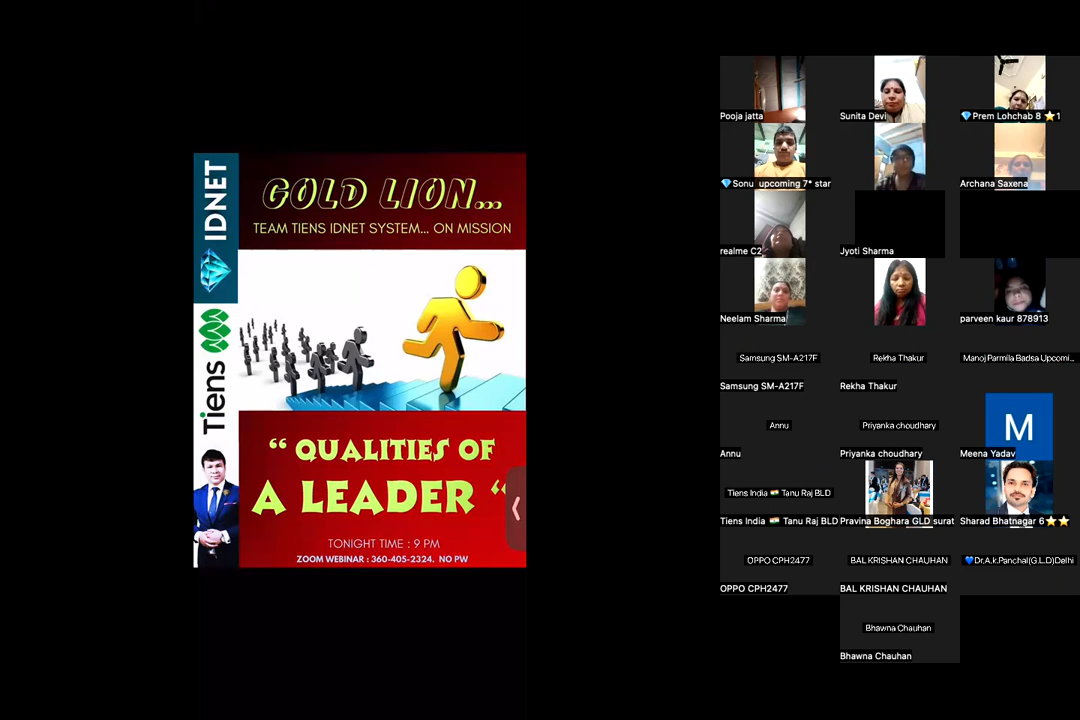 IDNET
Tiens
GOLD LION...
TEAM TIENS IDNET SYSTEM... ON MISSION
“ QUALITIES OF
A LEADER “
TONIGHT TIME : 9 PM
ZOOM WEBINAR : 360-405-2324. NO PW
Pooja jatta
Sunita Devi
💎Prem Lohchab 8 ⭐1
💎Sonu upcoming 7* star
Archana Saxena
realme C2
Jyoti Sharma
Neelam Sharma
parveen kaur 878913
Samsung SM-A217F
Rekha Thakur
Manoj Parmila Badsa Upcomi...
Samsung SM-A217F
Rekha Thakur
Annu
Priyanka choudhary
M
Annu
Priyanka choudhary
Meena Yadav
Tiens India 🇮🇳 Tanu Raj BLD
Tiens India 🇮🇳 Tanu Raj BLD
Pravina Boghara GLD surat
Sharad Bhatnagar 6⭐⭐
OPPO CPH2477
BAL KRISHAN CHAUHAN
💙Dr.A.k.Panchal(G.L.D)Delhi
OPPO CPH2477
BAL KRISHAN CHAUHAN
Bhawna Chauhan
Bhawna Chauhan